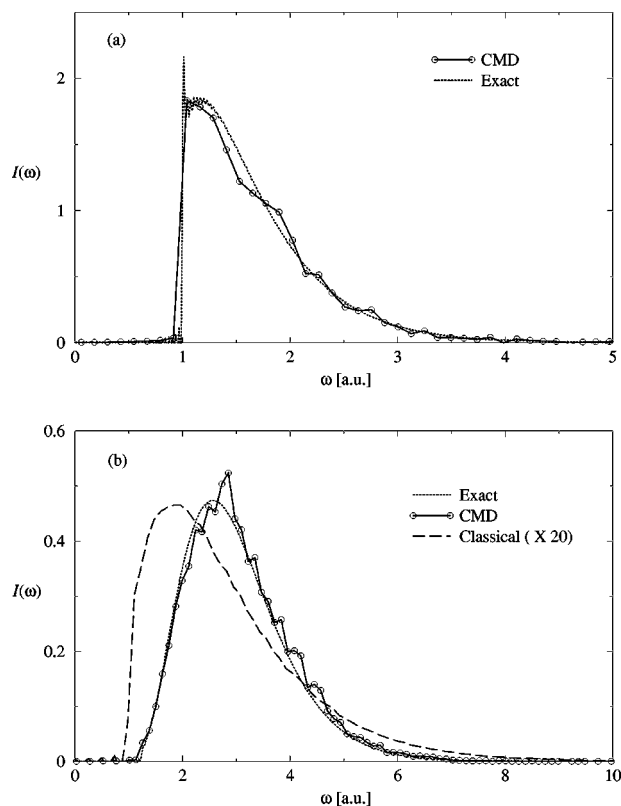 (a)
CMD
Exact
2
1
0
I(ω)
0 1 2 3 4 5
ω [a.u.]
(b)
Exact
CMD
Classical ( X 20)
0.6
0.4
0.2
0
I(ω)
0 2 4 6 8 10
ω [a.u.]